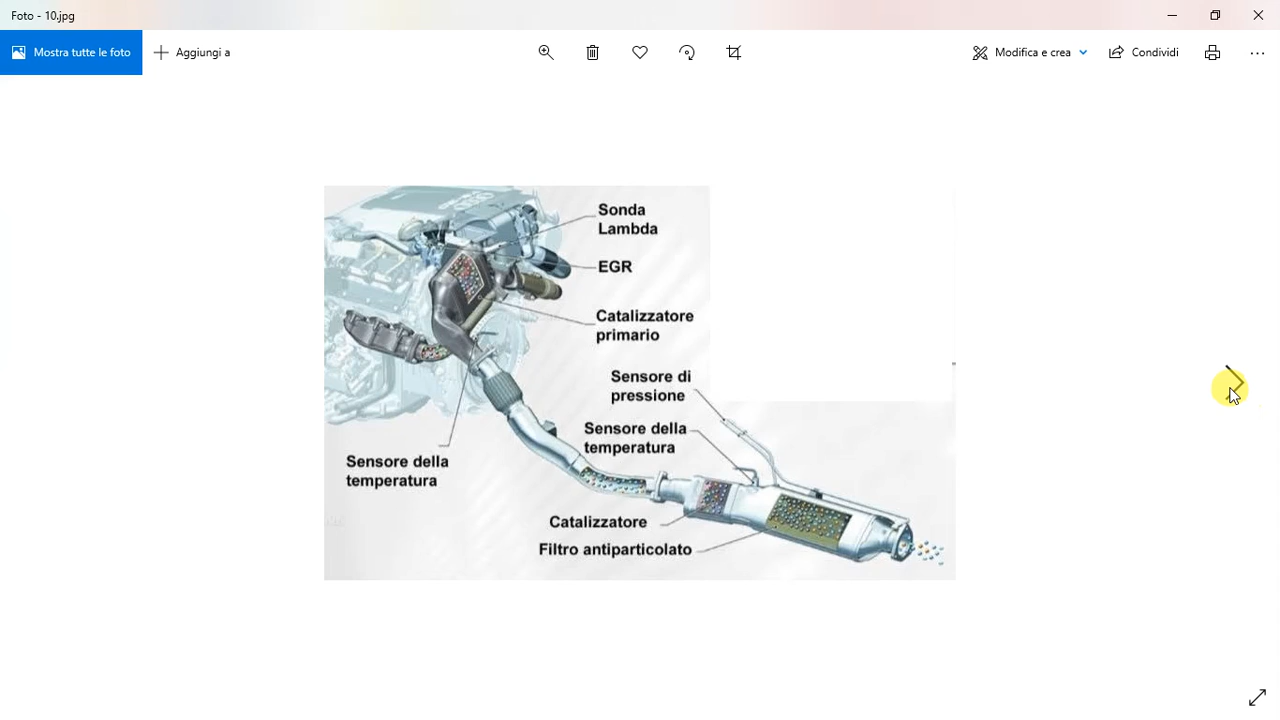 Foto - 10.jpg
Mostra tutte le foto
Aggiungi a
Modifica e crea
Condividi
Sonda
Lambda
EGR
Catalizzatore
primario
Sensore di
pressione
Sensore della
temperatura
Sensore della
temperatura
Catalizzatore
Filtro antiparticolato